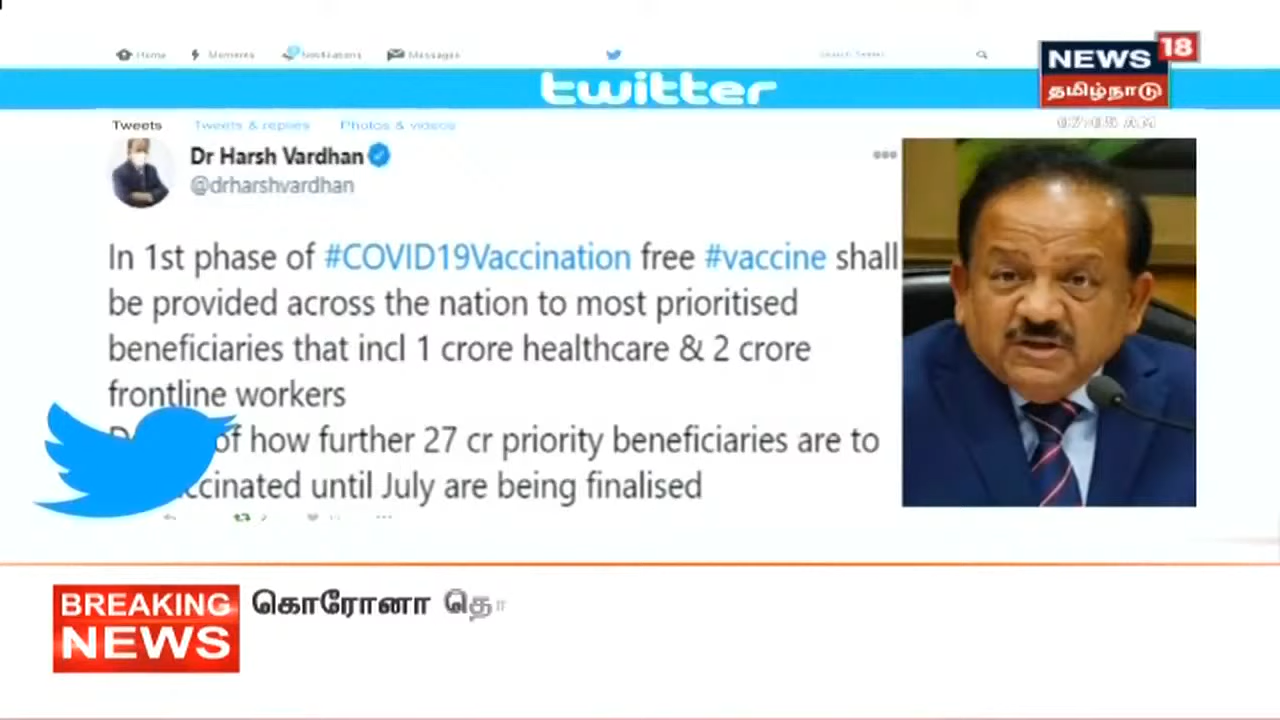 Home Moments Notifications Messages
twitter
NEWS 18
தமிழ்நாடு
07:05 AM
Tweets Tweets & replies Photos & videos
Dr Harsh Vardhan
@drharshvardhan
In 1st phase of #COVID19Vaccination free #vaccine shall
be provided across the nation to most prioritised
beneficiaries that incl 1 crore healthcare & 2 crore
frontline workers
of how further 27 cr priority beneficiaries are to
until July are being finalised
BREAKING
NEWS
கொரோனா